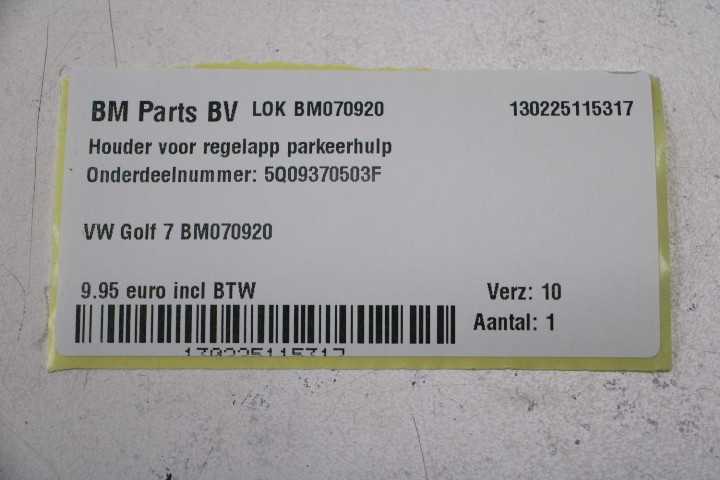 BM Parts BV LOK BM070920 130225115317
Houder voor regelapp parkeerhulp
Onderdeelnummer: 5Q09370503F
VW Golf 7 BM070920
9.95 euro incl BTW Verz: 10
Aantal: 1
130225115317